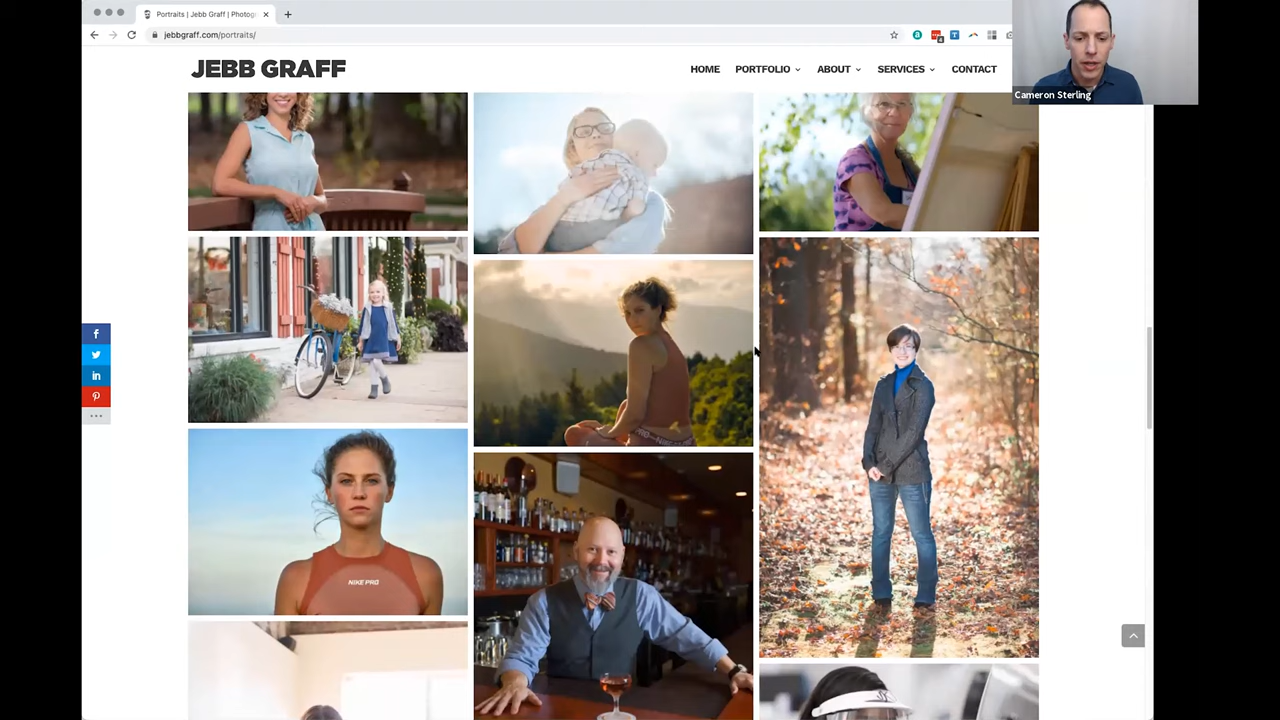 Portraits | Jebb Graff | Photog
jebbgraff.com/portraits/
JEBB GRAFF
HOME PORTFOLIO ABOUT SERVICES CONTACT
Cameron Sterling
NIKE PRO